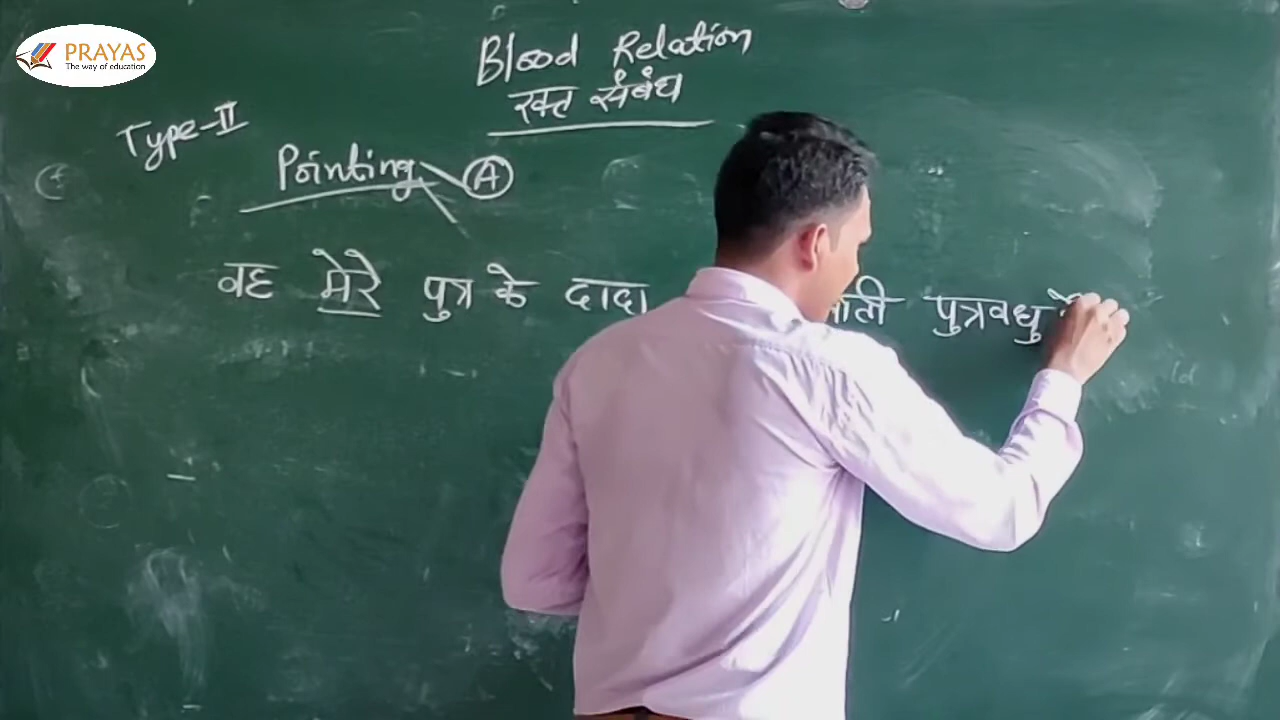 PRAYAS
The way of education
Blood Relation
रक्त संबंध
Type-II
Pointing A
वह मेरे पुत्र के दादा पुत्रवधु